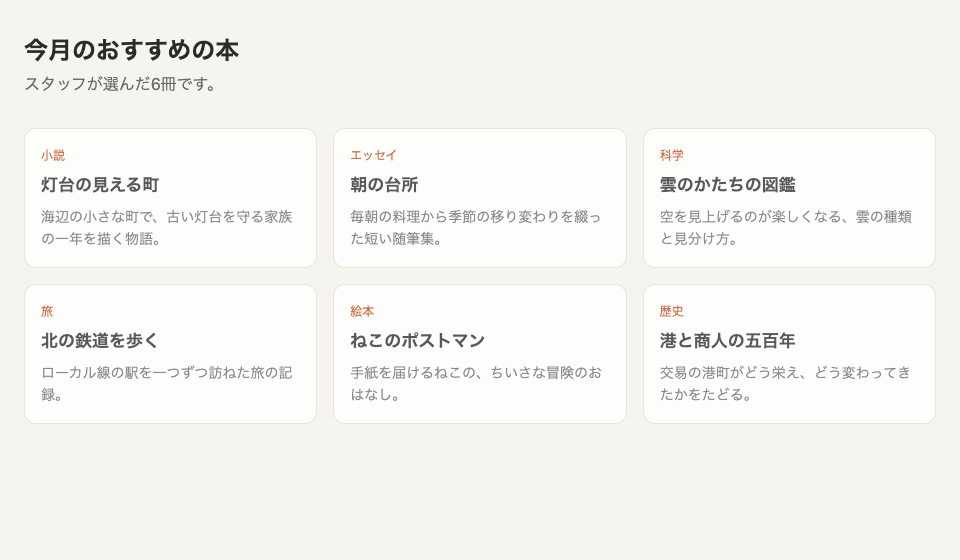 今月のおすすめの本
スタッフが選んだ6冊です。
小説
灯台の見える町
海辺の小さな町で、古い灯台を守る家族
の一年を描く物語。
エッセイ
朝の台所
毎朝の料理から季節の移り変わりを綴っ
た短い随筆集。
科学
雲のかたちの図鑑
空を見上げるのが楽しくなる、雲の種類
と見分け方。
旅
北の鉄道を歩く
ローカル線の駅を一つずつ訪ねた旅の記
録。
絵本
ねこのポストマン
手紙を届けるねこの、ちいさな冒険のお
はなし。
歴史
港と商人の五百年
交易の港町がどう栄え、どう変わってき
たかをたどる。